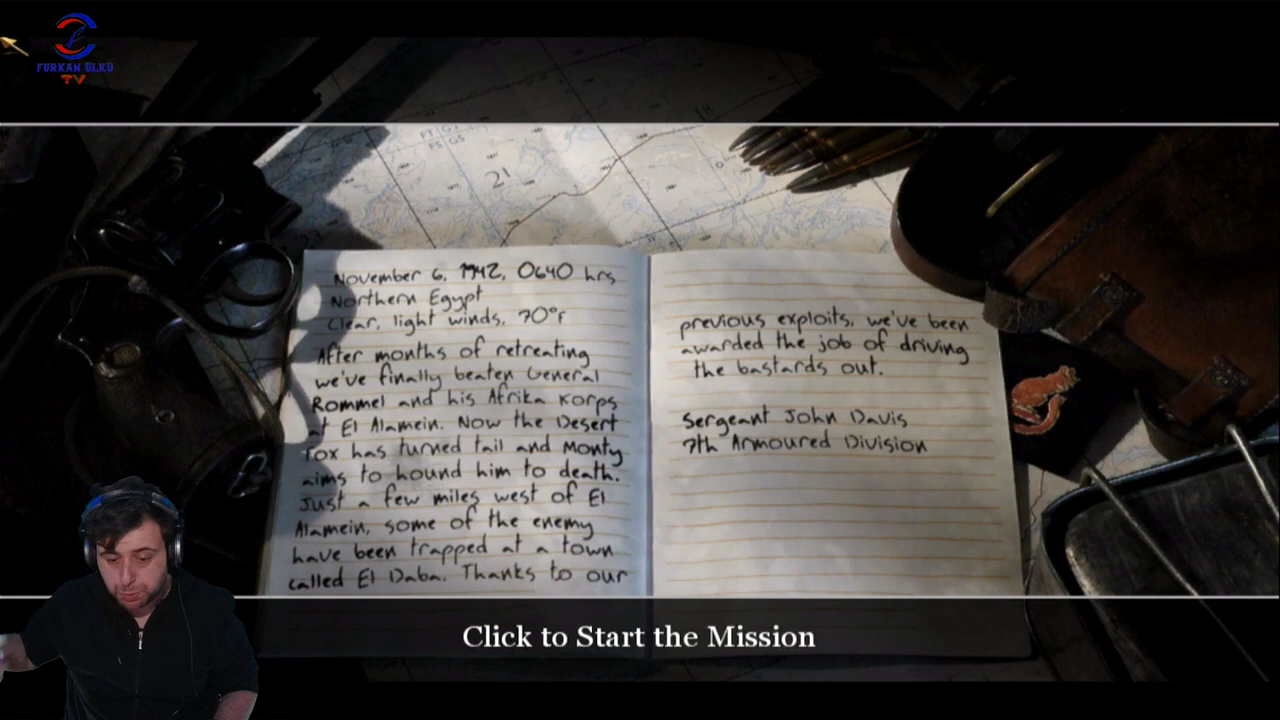 FURKAN ÜLKÜ
TV
November 6, 1942, 0640 hrs
Northern Egypt
Clear, light winds, 70°F
After months of retreating
we've finally beaten General
Rommel and his Afrika Korps
at El Alamein. Now the Desert
Fox has turned tail and Monty
aims to hound him to death.
Just a few miles west of El
Alamein, some of the enemy
have been trapped at a town
called El Daba. Thanks to our
previous exploits, we've been
awarded the job of driving
the bastards out.
Sergeant John Davis
7th Armoured Division
Click to Start the Mission